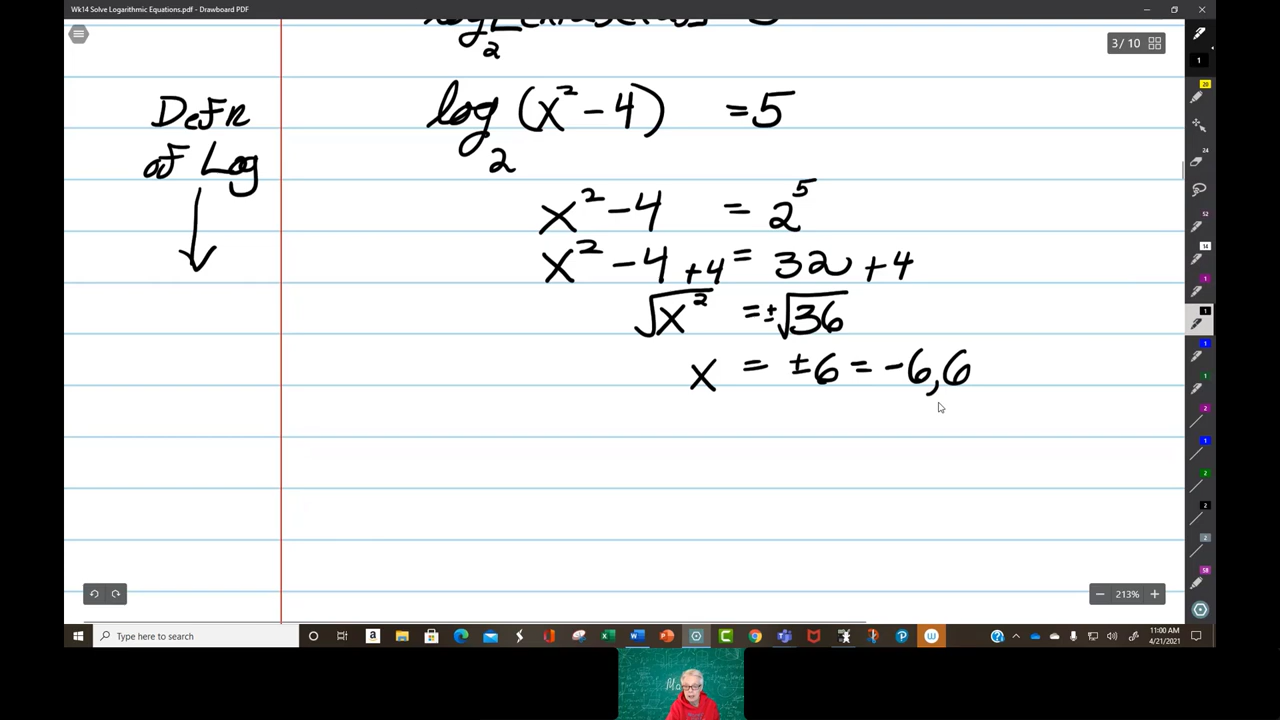 Wk14 Solve Logarithmic Equations.pdf - Drawboard PDF
3 / 10
2
Defn
of Log
log₂ (x² - 4) = 5
x² - 4 = 2⁵
x² - 4 + 4 = 32 + 4
√x² = ±√36
x = ±6 = -6, 6
213%
Type here to search
11:00 AM
4/21/2021